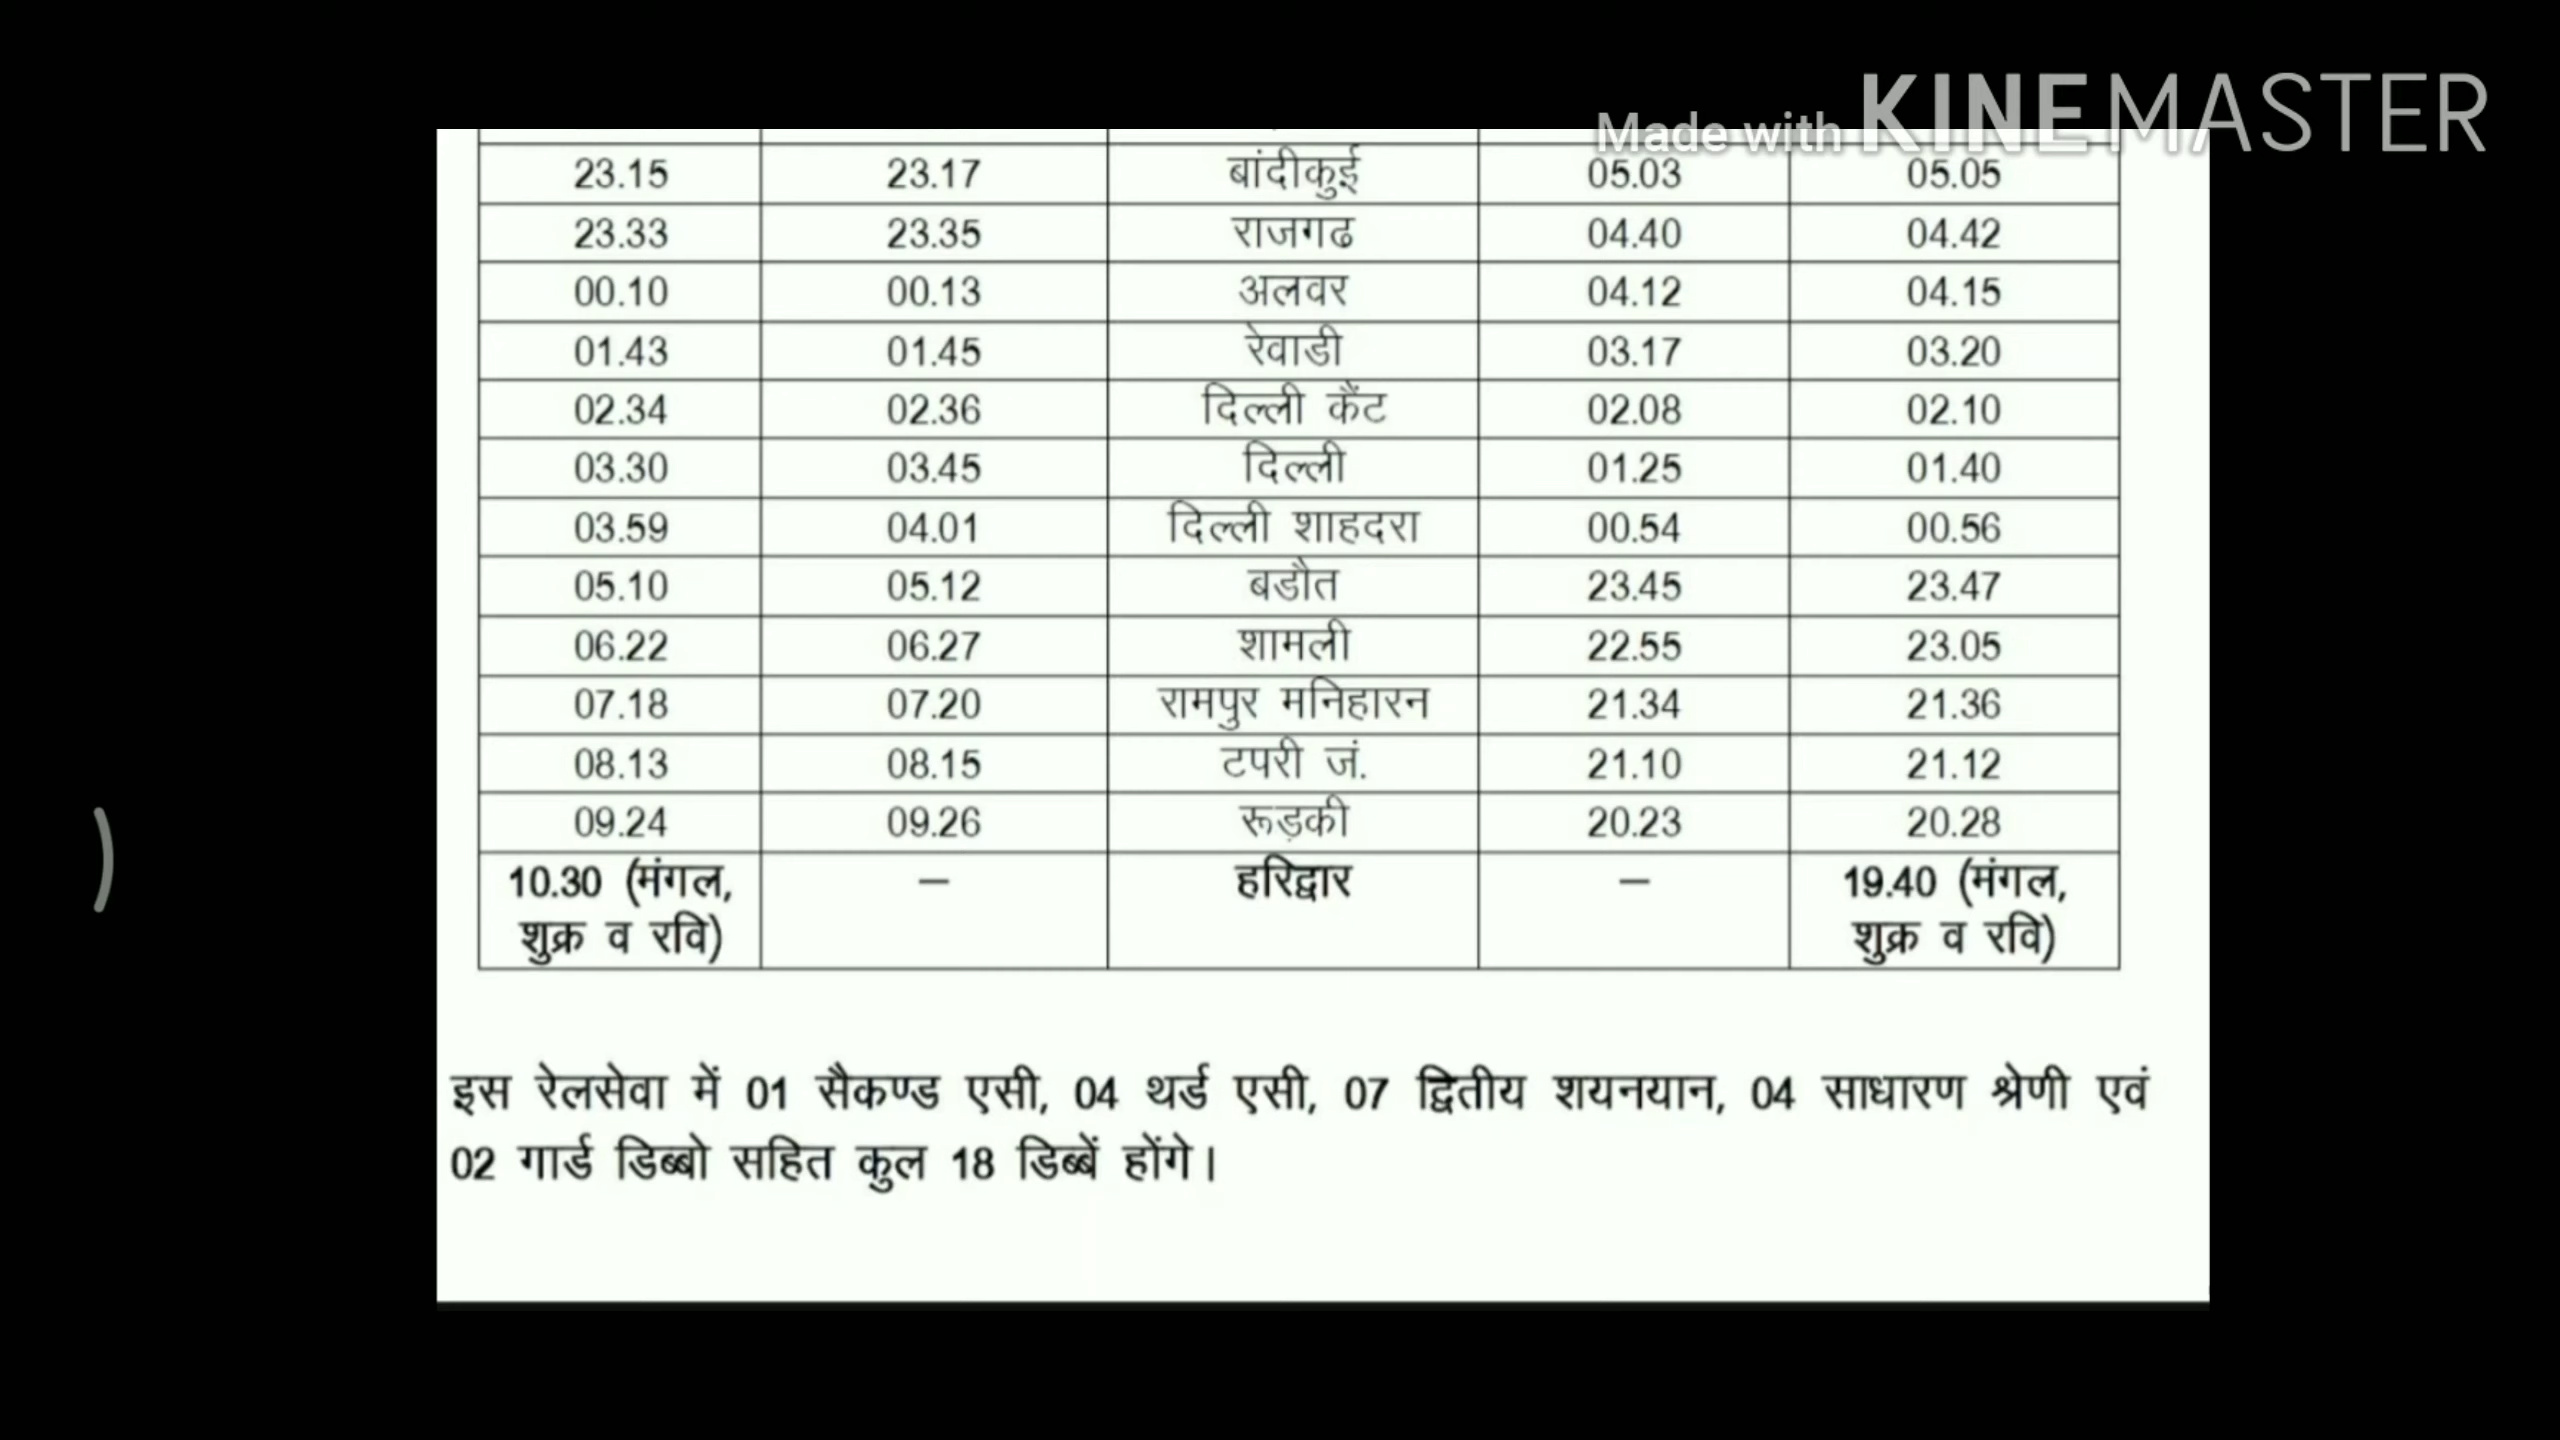 Made with KINEMASTER
23.15 23.17 बांदीकुई 05.03 05.05
23.33 23.35 राजगढ 04.40 04.42
00.10 00.13 अलवर 04.12 04.15
01.43 01.45 रेवाडी 03.17 03.20
02.34 02.36 दिल्ली कैंट 02.08 02.10
03.30 03.45 दिल्ली 01.25 01.40
03.59 04.01 दिल्ली शाहदरा 00.54 00.56
05.10 05.12 बडौत 23.45 23.47
06.22 06.27 शामली 22.55 23.05
07.18 07.20 रामपुर मनिहारन 21.34 21.36
08.13 08.15 टपरी जं. 21.10 21.12
09.24 09.26 रूड़की 20.23 20.28
10.30 (मंगल, – हरिद्वार – 19.40 (मंगल,
शुक्र व रवि) शुक्र व रवि)
इस रेलसेवा में 01 सैकण्ड एसी, 04 थर्ड एसी, 07 द्वितीय शयनयान, 04 साधारण श्रेणी एवं
02 गार्ड डिब्बो सहित कुल 18 डिब्बें होंगे।